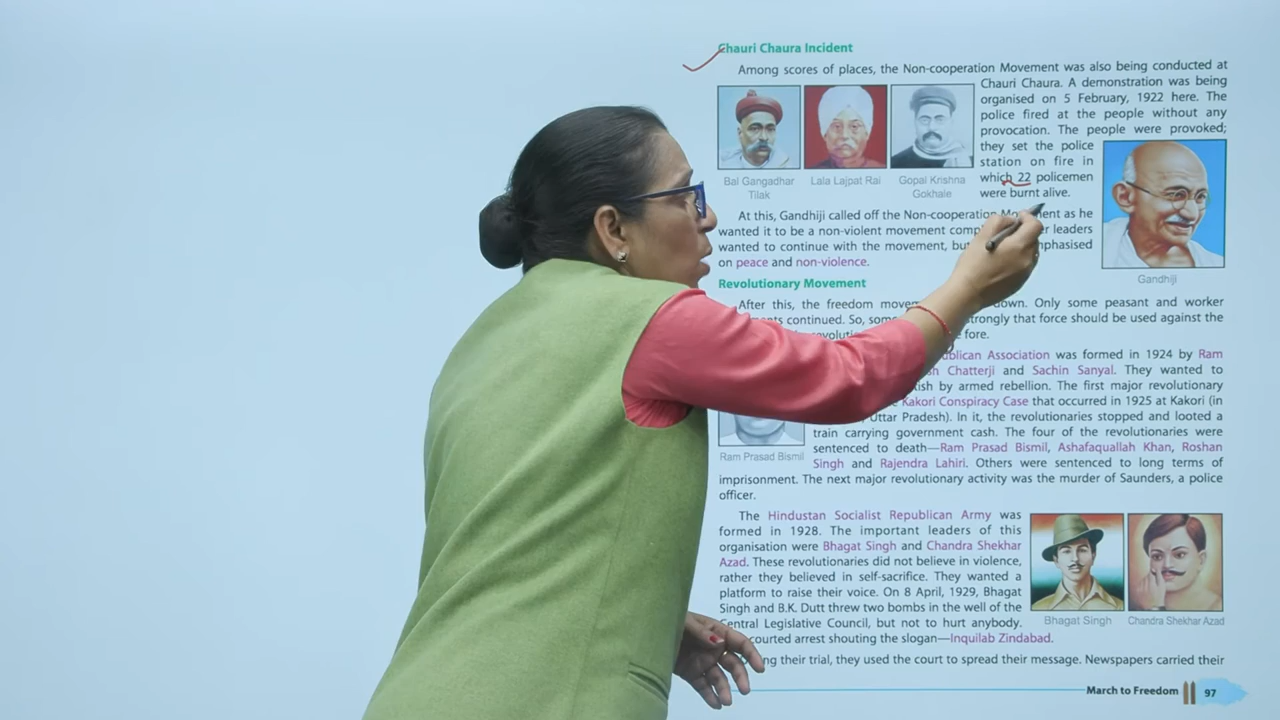 Chauri Chaura Incident
Among scores of places, the Non-cooperation Movement was also being conducted at
Chauri Chaura. A demonstration was being
organised on 5 February, 1922 here. The
police fired at the people without any
provocation. The people were provoked;
they set the police
station on fire in
which 22 policemen
were burnt alive.
Bal Gangadhar
Tilak
Lala Lajpat Rai
Gopal Krishna
Gokhale
Gandhiji
At this, Gandhiji called off the Non-cooperation Movement as he
wanted it to be a non-violent movement leaders
wanted to continue with the movement, emphasised
on peace and non-violence.
Revolutionary Movement
After this, the freedom down. Only some peasant and worker
continued. So, strongly that force should be used against the
fore.
Association was formed in 1924 by Ram
Chatterji and Sachin Sanyal. They wanted to
by armed rebellion. The first major revolutionary
Kakori Conspiracy Case that occurred in 1925 at Kakori (in
Uttar Pradesh). In it, the revolutionaries stopped and looted a
train carrying government cash. The four of the revolutionaries were
sentenced to death—Ram Prasad Bismil, Ashafaquallah Khan, Roshan
Singh and Rajendra Lahiri. Others were sentenced to long terms of
imprisonment. The next major revolutionary activity was the murder of Saunders, a police
officer.
Ram Prasad Bismil
The Hindustan Socialist Republican Army was
formed in 1928. The important leaders of this
organisation were Bhagat Singh and Chandra Shekhar
Azad. These revolutionaries did not believe in violence,
rather they believed in self-sacrifice. They wanted a
platform to raise their voice. On 8 April, 1929, Bhagat
Singh and B.K. Dutt threw two bombs in the well of the
Central Legislative Council, but not to hurt anybody.
courted arrest shouting the slogan—Inquilab Zindabad.
Bhagat Singh
Chandra Shekhar Azad
their trial, they used the court to spread their message. Newspapers carried their
March to Freedom 97